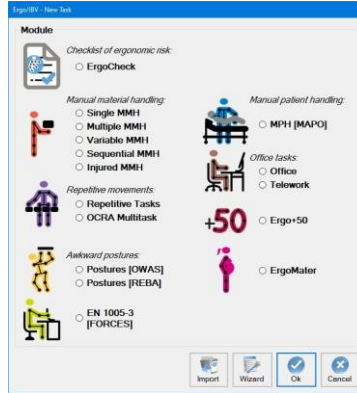 Ergo/IBV - New Task
Module
Checklist of ergonomic risk:
ErgoCheck
Manual material handling:
Single MMH
Multiple MMH
Variable MMH
Sequential MMH
Injured MMH
Repetitive movements:
Repetitive Tasks
OCRA Multitask
Awkward postures:
Postures [OWAS]
Postures [REBA]
EN 1005-3
[FORCES]
Manual patient handling:
MPH [MAPO]
Office tasks:
Office
Telework
+50
Ergo+50
ErgoMater
Import
Wizard
Ok
Cancel